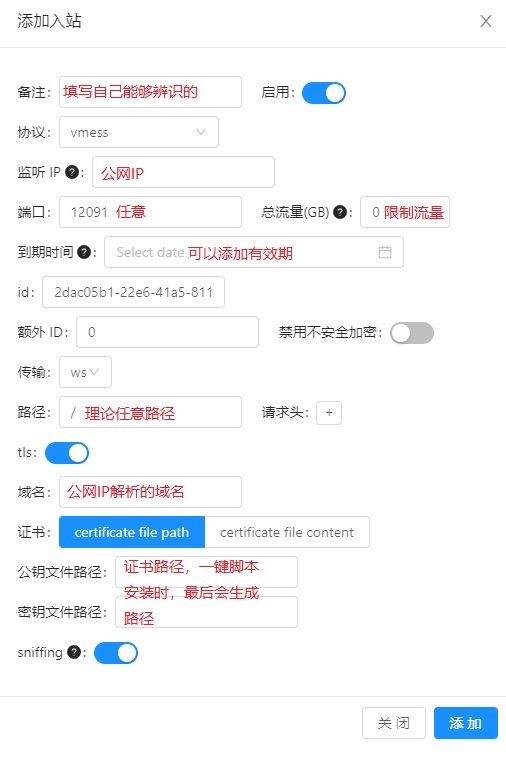 添加入站
备注: 填写自己能够辨识的 启用:
协议: vmess
监听 IP ?: 公网IP
端口: 12091 任意 总流量(GB) ?: 0 限制流量
到期时间 ?: Select date 可以添加有效期
id: 2dac05b1-22e6-41a5-811
额外 ID: 0 禁用不安全加密:
传输: ws
路径: / 理论任意路径 请求头: +
tls:
域名: 公网IP解析的域名
证书: certificate file path certificate file content
公钥文件路径: 证书路径，一键脚本
安装时，最后会生成
密钥文件路径: 路径
sniffing ?:
关 闭 添 加